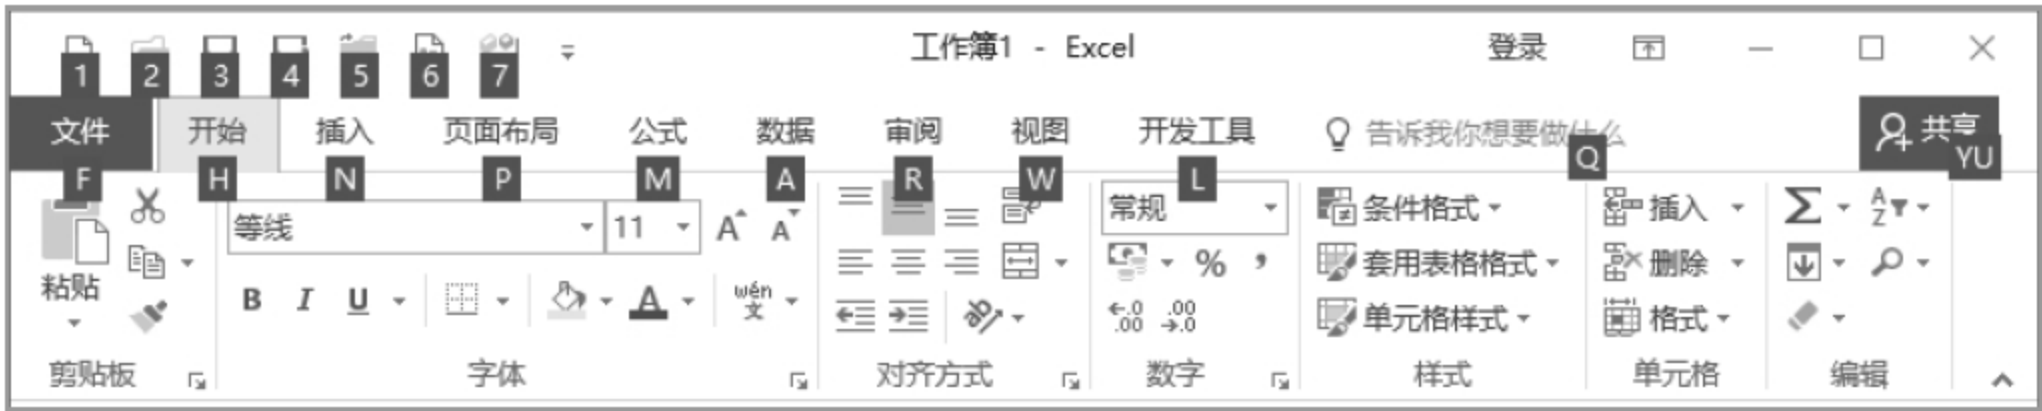 工作簿1 - Excel 登录
1 2 3 4 5 6 7
文件 开始 插入 页面布局 公式 数据 审阅 视图 开发工具 告诉我你想要做什么 共享
F H N P M A R W L Q YU
等线 11 A A 常规 条件格式 插入 Σ A Z
粘贴 % , 套用表格格式 删除
B I U A wén 文 ab ←.0 .00 .00 →.0 单元格样式 格式
剪贴板 字体 对齐方式 数字 样式 单元格 编辑